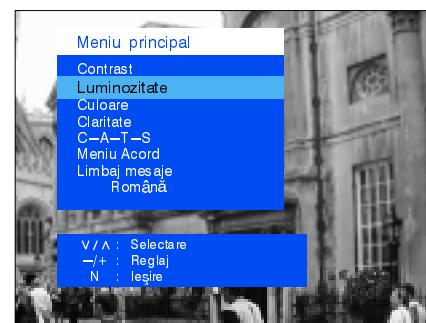 Meniu principal
Contrast
Luminozitate
Culoare
Claritate
C–A–T–S
Meniu Acord
Limbaj mesaje
Română
∨/∧ : Selectare
–/+ : Reglaj
N : Ieşire